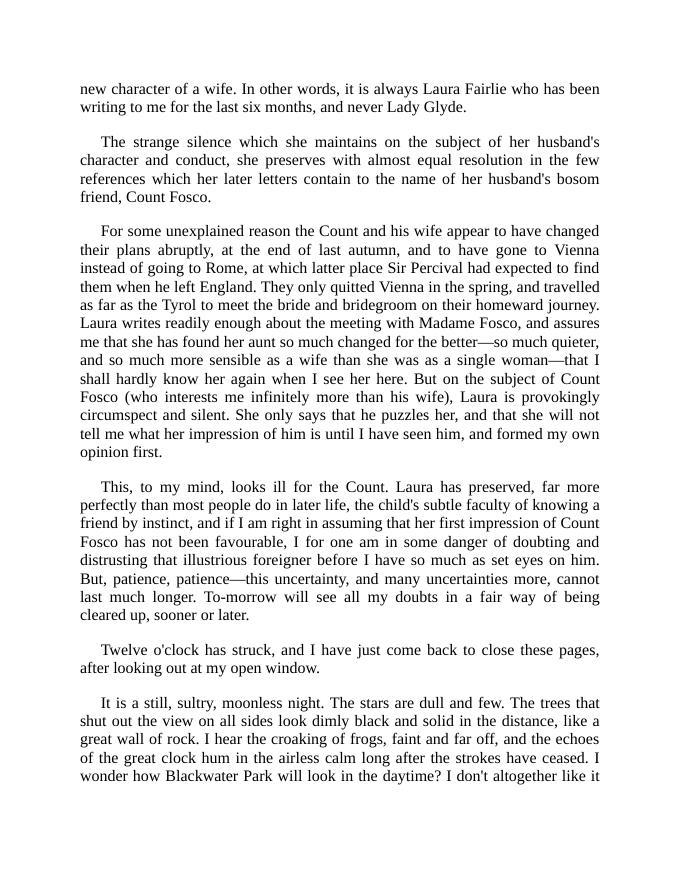 new character of a wife. In other words, it is always Laura Fairlie who has been
writing to me for the last six months, and never Lady Glyde.
The strange silence which she maintains on the subject of her husband's
character and conduct, she preserves with almost equal resolution in the few
references which her later letters contain to the name of her husband's bosom
friend, Count Fosco.
For some unexplained reason the Count and his wife appear to have changed
their plans abruptly, at the end of last autumn, and to have gone to Vienna
instead of going to Rome, at which latter place Sir Percival had expected to find
them when he left England. They only quitted Vienna in the spring, and travelled
as far as the Tyrol to meet the bride and bridegroom on their homeward journey.
Laura writes readily enough about the meeting with Madame Fosco, and assures
me that she has found her aunt so much changed for the better—so much quieter,
and so much more sensible as a wife than she was as a single woman—that I
shall hardly know her again when I see her here. But on the subject of Count
Fosco (who interests me infinitely more than his wife), Laura is provokingly
circumspect and silent. She only says that he puzzles her, and that she will not
tell me what her impression of him is until I have seen him, and formed my own
opinion first.
This, to my mind, looks ill for the Count. Laura has preserved, far more
perfectly than most people do in later life, the child's subtle faculty of knowing a
friend by instinct, and if I am right in assuming that her first impression of Count
Fosco has not been favourable, I for one am in some danger of doubting and
distrusting that illustrious foreigner before I have so much as set eyes on him.
But, patience, patience—this uncertainty, and many uncertainties more, cannot
last much longer. To-morrow will see all my doubts in a fair way of being
cleared up, sooner or later.
Twelve o'clock has struck, and I have just come back to close these pages,
after looking out at my open window.
It is a still, sultry, moonless night. The stars are dull and few. The trees that
shut out the view on all sides look dimly black and solid in the distance, like a
great wall of rock. I hear the croaking of frogs, faint and far off, and the echoes
of the great clock hum in the airless calm long after the strokes have ceased. I
wonder how Blackwater Park will look in the daytime? I don't altogether like it